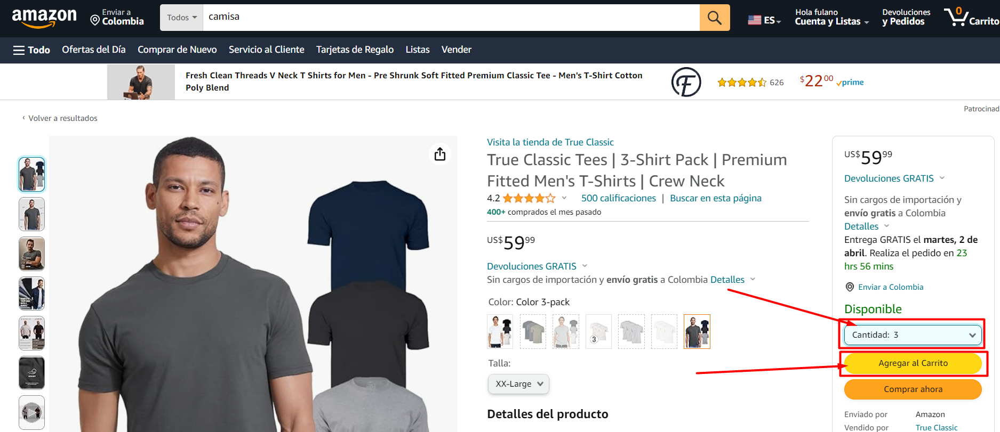 amazon
Enviar a
Colombia
Todos
camisa
ES
Hola fulano
Cuenta y Listas
Devoluciones
y Pedidos
0
Carrito
Todo
Ofertas del Día
Comprar de Nuevo
Servicio al Cliente
Tarjetas de Regalo
Listas
Vender
Fresh Clean Threads V Neck T Shirts for Men - Pre Shrunk Soft Fitted Premium Classic Tee - Men's T-Shirt Cotton
Poly Blend
F
626
$22 00
prime
Patrocinad
‹ Volver a resultados
Visita la tienda de True Classic
True Classic Tees | 3-Shirt Pack | Premium
Fitted Men's T-Shirts | Crew Neck
4.2
500 calificaciones | Buscar en esta página
400+ comprados el mes pasado
US$59 99
Devoluciones GRATIS
Sin cargos de importación y envío gratis a Colombia Detalles
Color: Color 3-pack
3
Talla:
XX-Large
Detalles del producto
US$59 99
Devoluciones GRATIS
Sin cargos de importación y
envío gratis a Colombia
Detalles
Entrega GRATIS el martes, 2 de
abril. Realiza el pedido en 23
hrs 56 mins
Enviar a Colombia
Disponible
Cantidad: 3
Agregar al Carrito
Comprar ahora
Enviado por Amazon
Vendido por True Classic